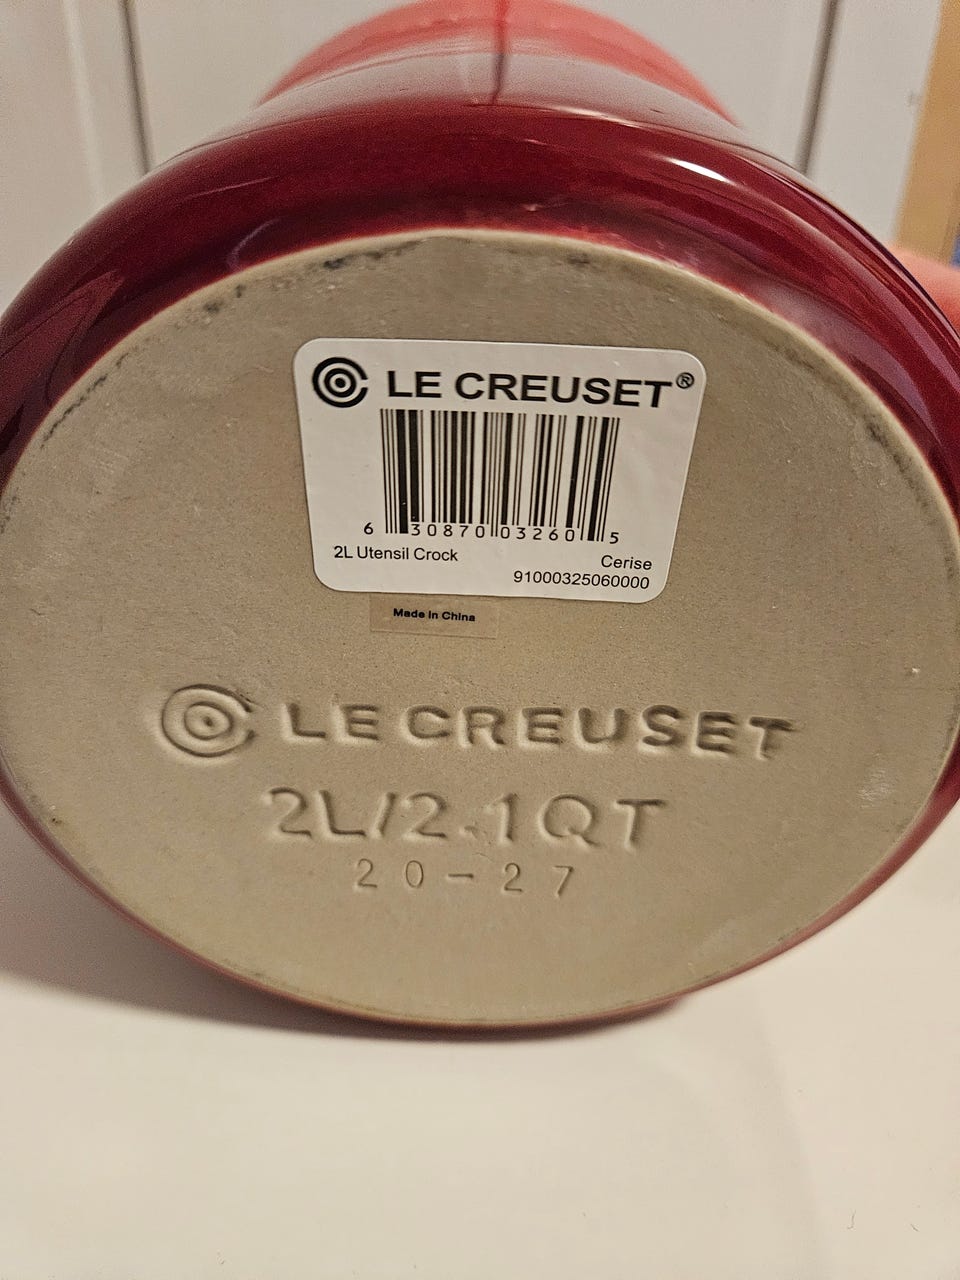 LE CREUSET®
6 30870 03260 5
2L Utensil Crock
Cerise
91000325060000
Made in China
LE CREUSET
2L/2.1QT
20-27